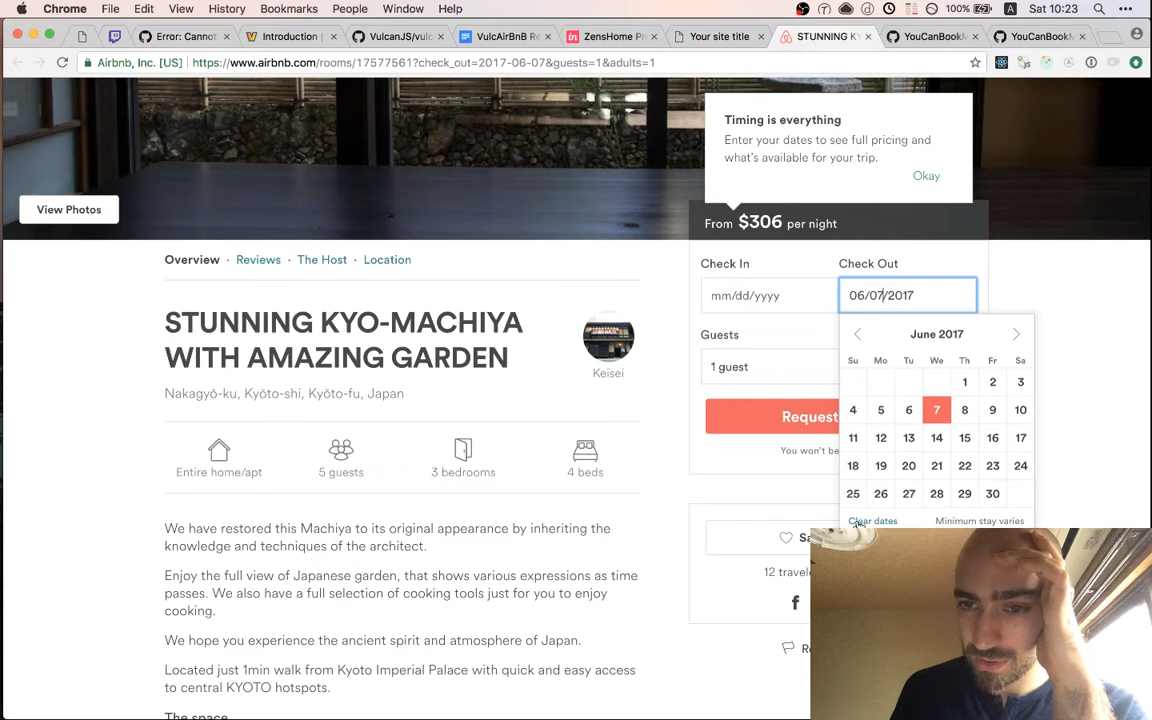 Chrome File Edit View History Bookmarks People Window Help 100% Sat 10:23
Error: Cannot Introduction | VulcanJS/vulc VulcAirBnB Re ZensHome Pr Your site title STUNNING KY YouCanBookM YouCanBookM
Airbnb, Inc. [US] https://www.airbnb.com/rooms/17577561?check_out=2017-06-07&guests=1&adults=1
Timing is everything
Enter your dates to see full pricing and
what's available for your trip.
Okay
View Photos
From $306 per night
Overview · Reviews · The Host · Location
Check In Check Out
mm/dd/yyyy 06/07/2017
STUNNING KYO-MACHIYA
WITH AMAZING GARDEN
Keisei
Nakagyō-ku, Kyōto-shi, Kyōto-fu, Japan
Guests
1 guest
Request
You won't be
June 2017
Su Mo Tu We Th Fr Sa
1 2 3
4 5 6 7 8 9 10
11 12 13 14 15 16 17
18 19 20 21 22 23 24
25 26 27 28 29 30
Clear dates Minimum stay varies
Entire home/apt 5 guests 3 bedrooms 4 beds
We have restored this Machiya to its original appearance by inheriting the
knowledge and techniques of the architect.
Enjoy the full view of Japanese garden, that shows various expressions as time
passes. We also have a full selection of cooking tools just for you to enjoy
cooking.
We hope you experience the ancient spirit and atmosphere of Japan.
Located just 1min walk from Kyoto Imperial Palace with quick and easy access
to central KYOTO hotspots.
The space
Sa
12 travel
f
R